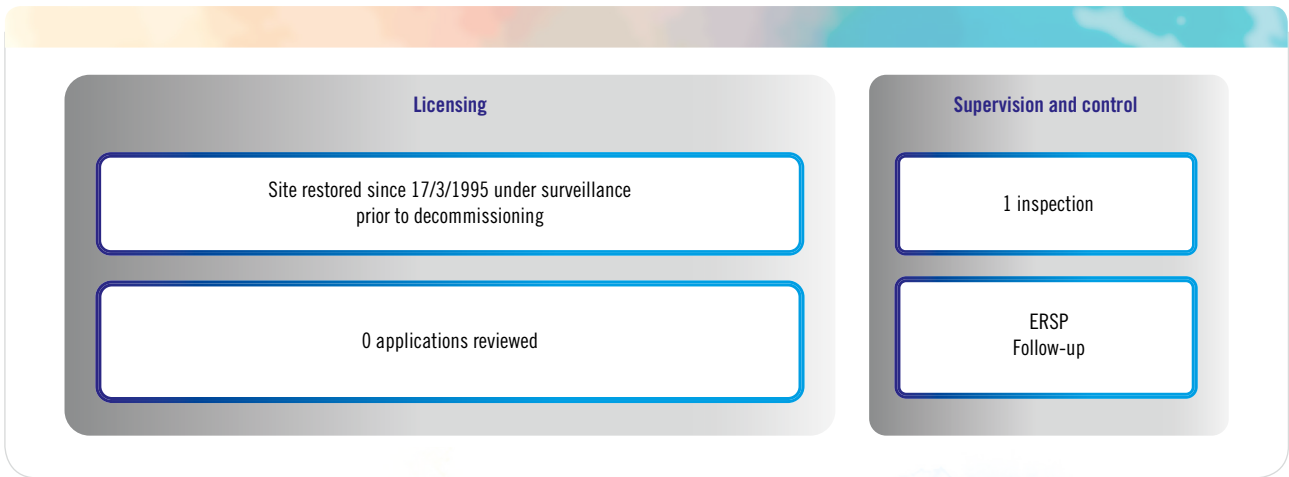 Licensing
Site restored since 17/3/1995 under surveillance
prior to decommissioning
0 applications reviewed
Supervision and control
1 inspection
ERSP
Follow-up